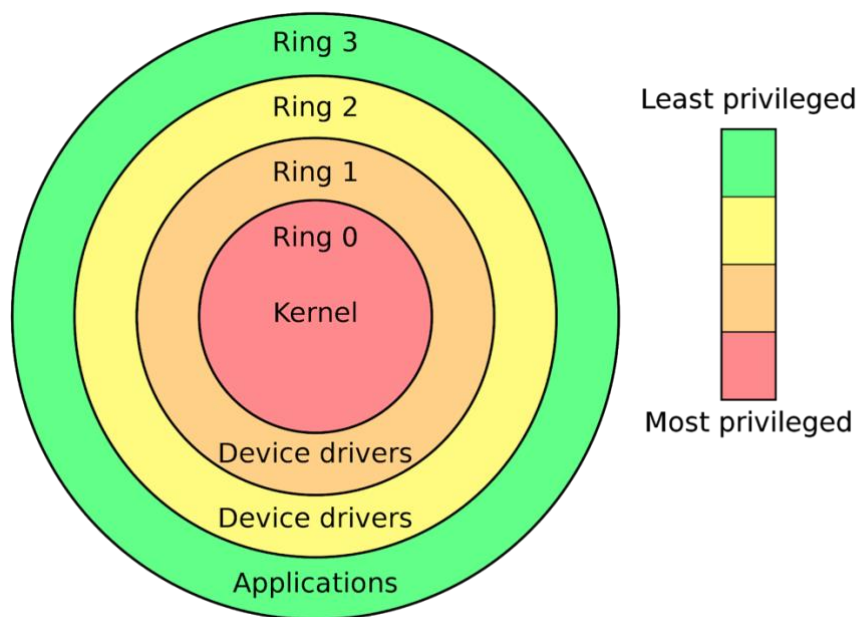 Ring 3
Ring 2
Ring 1
Ring 0
Kernel
Device drivers
Device drivers
Applications
Least privileged
Most privileged